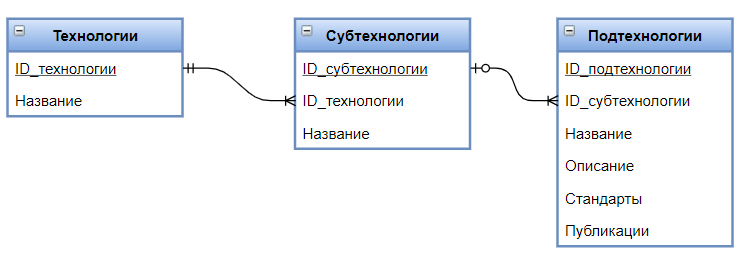 Технологии
ID_технологии
Название
Субтехнологии
ID_субтехнологии
ID_технологии
Название
Подтехнологии
ID_подтехнологии
ID_субтехнологии
Название
Описание
Стандарты
Публикации